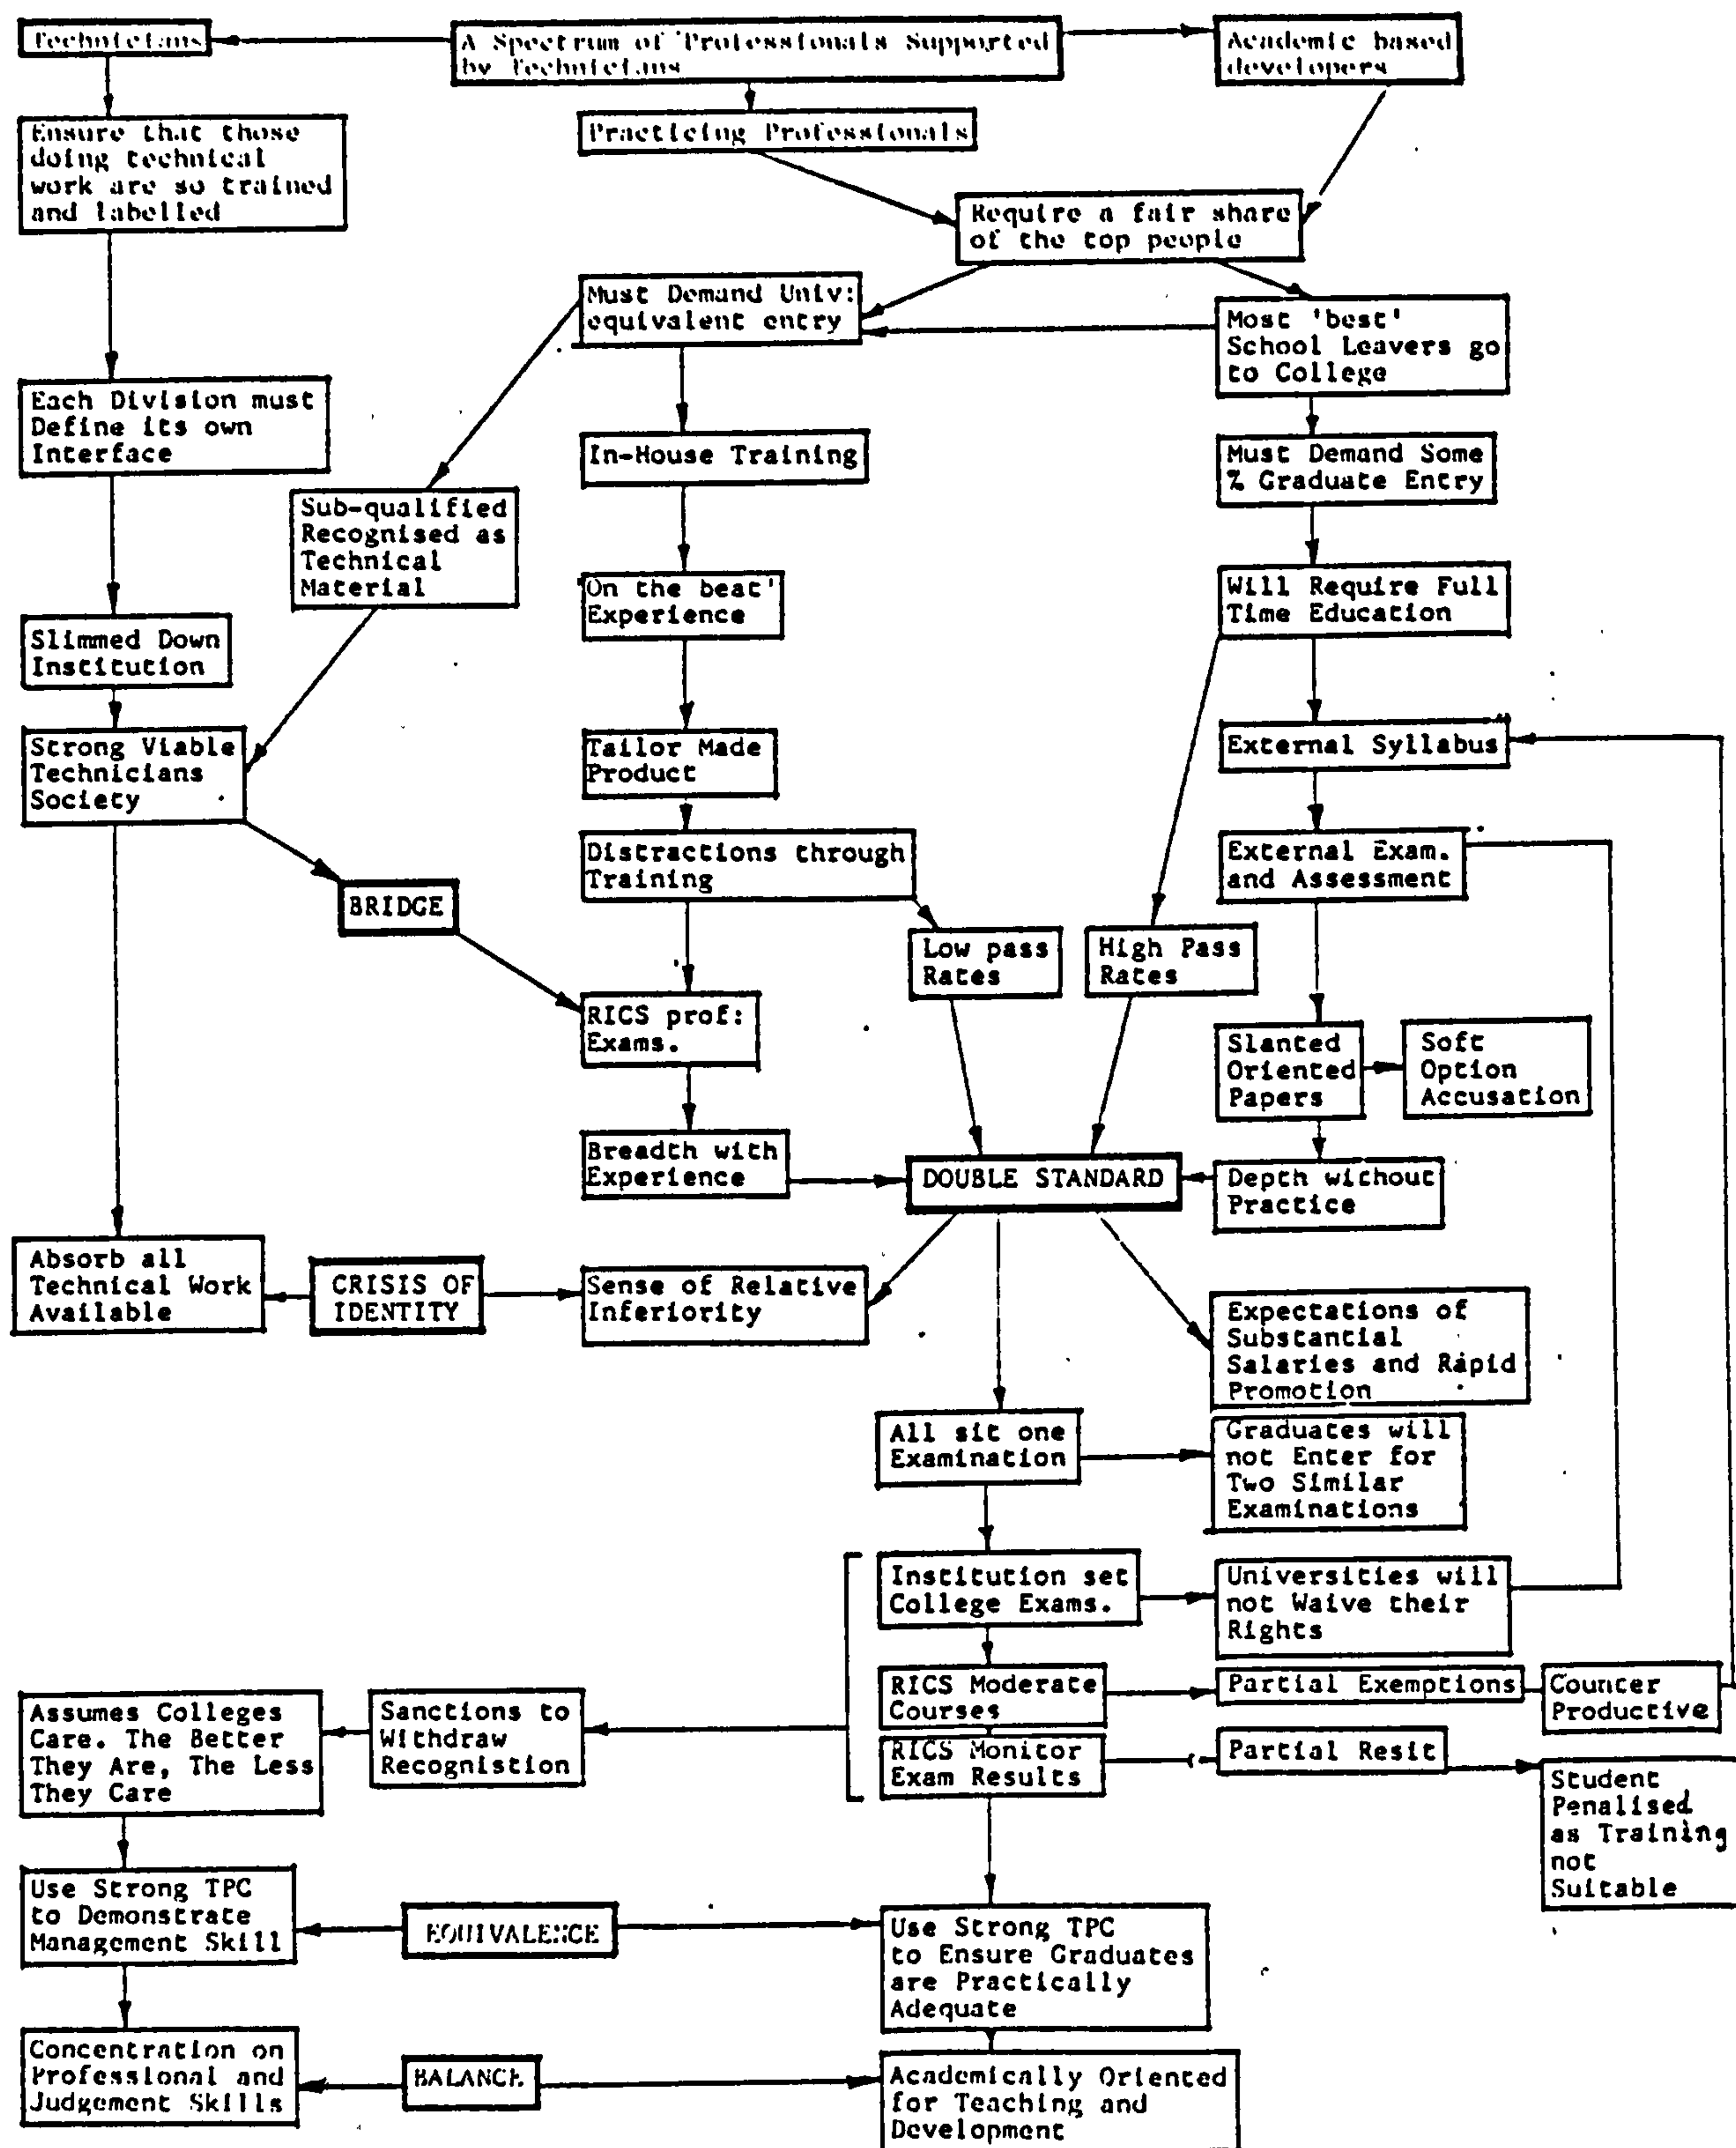 Technicians
A Spectrum of Professionals Supported
by Technicians
Academic based
developers
Ensure that those
doing technical
work are so trained
and labelled
Practicing Professionals
Require a fair share
of the top people
Must Demand Univ:
equivalent entry
Most 'best'
School Leavers go
to College
Each Division must
Define its own
Interface
In-House Training
Must Demand Some
% Graduate Entry
Sub-qualified
Recognised as
Technical
Material
'On the beat'
Experience
Will Require Full
Time Education
Slimmed Down
Institution
Strong Viable
Technicians
Society
Tailor Made
Product
External Syllabus
Distractions through
Training
External Exam.
and Assessment
BRIDGE
Low pass
Rates
High Pass
Rates
RICS prof:
Exams.
Slanted
Oriented
Papers
Soft
Option
Accusation
Breadth with
Experience
DOUBLE STANDARD
Depth without
Practice
Absorb all
Technical Work
Available
CRISIS OF
IDENTITY
Sense of Relative
Inferiority
Expectations of
Substantial
Salaries and Rapid
Promotion
All sit one
Examination
Graduates will
not Enter for
Two Similar
Examinations
Institution set
College Exams.
Universities will
not Waive their
Rights
Assumes Colleges
Care. The Better
They Are, The Less
They Care
Sanctions to
Withdraw
Recognistion
RICS Moderate
Courses
Partial Exemptions
Counter
Productive
RICS Monitor
Exam Results
Partial Resit
Student
Penalised
as Training
not
Suitable
Use Strong TPC
to Demonstrate
Management Skill
EQUIVALENCE
Use Strong TPC
to Ensure Graduates
are Practically
Adequate
Concentration on
Professional and
Judgement Skills
BALANCE
Academically Oriented
for Teaching and
Development